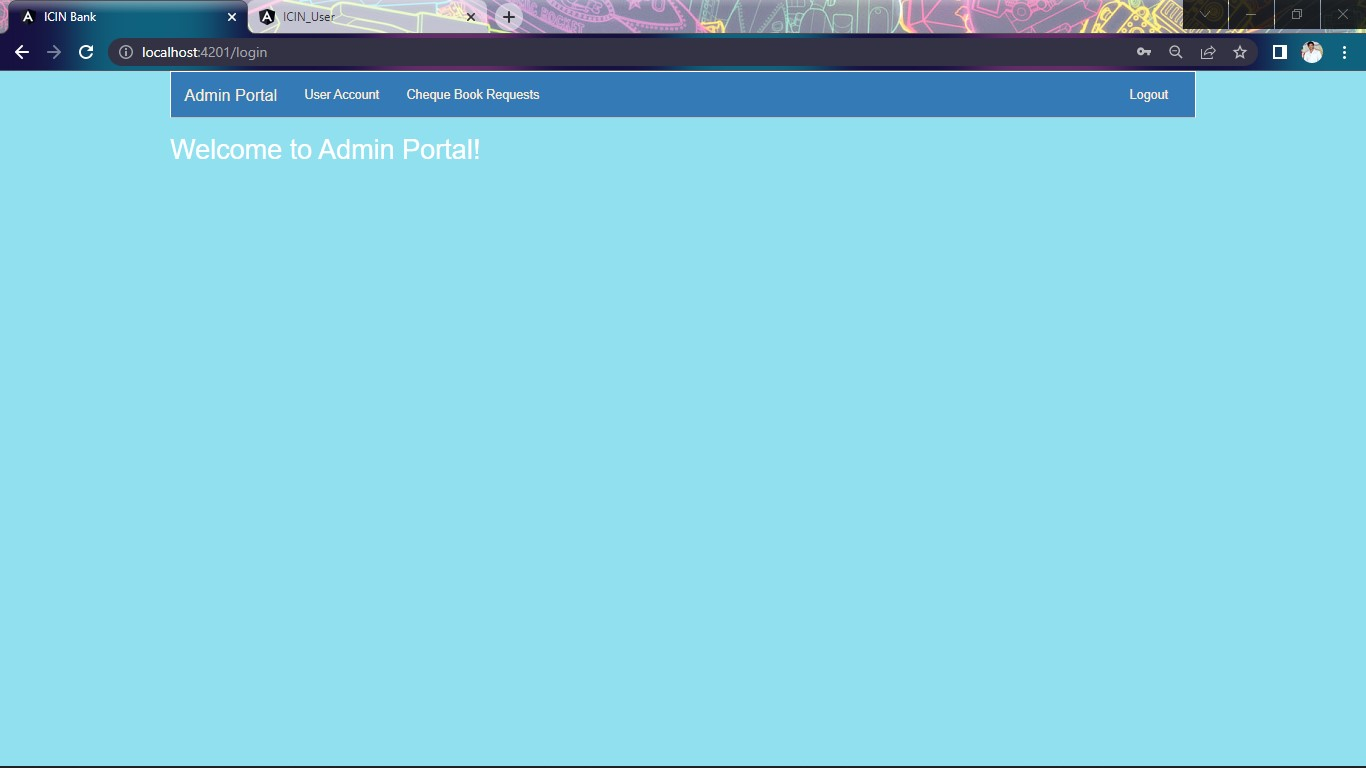 ICIN Bank
ICIN_User
localhost:4201/login
Admin Portal User Account Cheque Book Requests Logout
Welcome to Admin Portal!